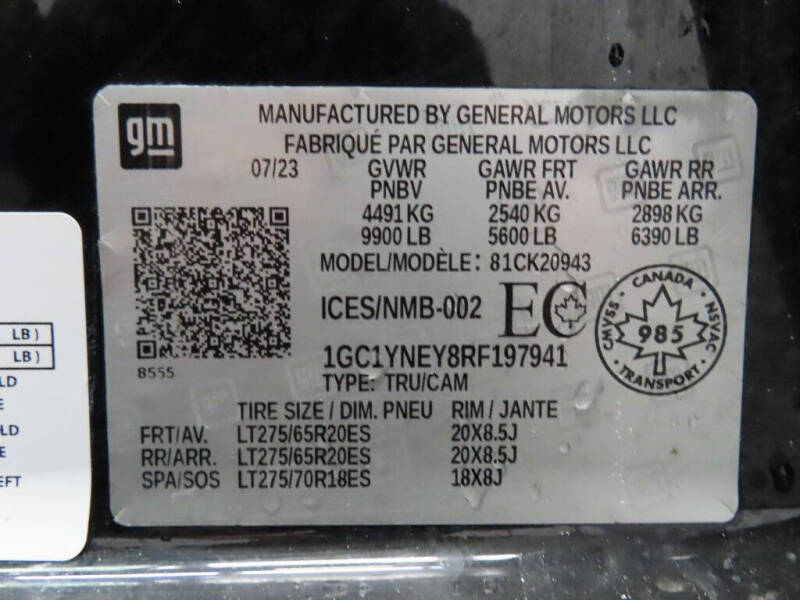 gm
MANUFACTURED BY GENERAL MOTORS LLC
FABRIQUÉ PAR GENERAL MOTORS LLC
07/23 GVWR GAWR FRT GAWR RR
PNBV PNBE AV. PNBE ARR.
4491 KG 2540 KG 2898 KG
9900 LB 5600 LB 6390 LB
MODEL/MODÈLE: 81CK20943
ICES/NMB-002 EC
CANADA
CMVSS NSVAC
985
TRANSPORT
1GC1YNEY8RF197941
8555
TYPE: TRU/CAM
TIRE SIZE / DIM. PNEU RIM / JANTE
FRT/AV. LT275/65R20ES 20X8.5J
RR/ARR. LT275/65R20ES 20X8.5J
SPA/SOS LT275/70R18ES 18X8J
LB)
LB)